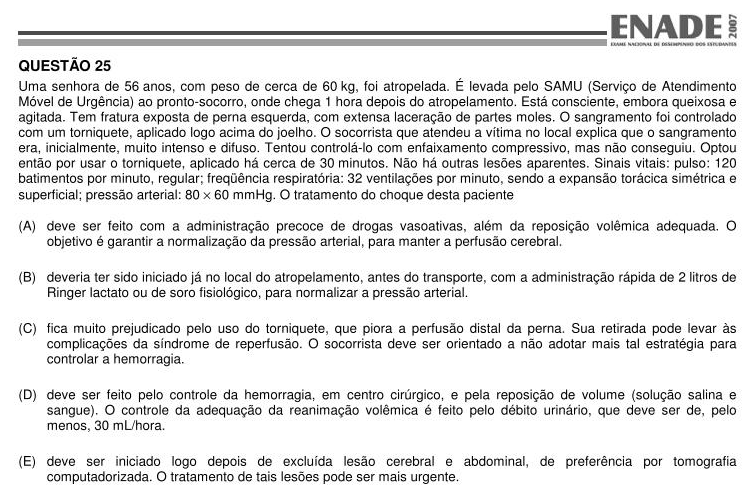 ENADE 2007
EXAME NACIONAL DE DESEMPENHO DOS ESTUDANTES
QUESTÃO 25
Uma senhora de 56 anos, com peso de cerca de 60 kg, foi atropelada. É levada pelo SAMU (Serviço de Atendimento
Móvel de Urgência) ao pronto-socorro, onde chega 1 hora depois do atropelamento. Está consciente, embora queixosa e
agitada. Tem fratura exposta de perna esquerda, com extensa laceração de partes moles. O sangramento foi controlado
com um torniquete, aplicado logo acima do joelho. O socorrista que atendeu a vítima no local explica que o sangramento
era, inicialmente, muito intenso e difuso. Tentou controlá-lo com enfaixamento compressivo, mas não conseguiu. Optou
então por usar o torniquete, aplicado há cerca de 30 minutos. Não há outras lesões aparentes. Sinais vitais: pulso: 120
batimentos por minuto, regular; freqüência respiratória: 32 ventilações por minuto, sendo a expansão torácica simétrica e
superficial; pressão arterial: 80 × 60 mmHg. O tratamento do choque desta paciente
(A) deve ser feito com a administração precoce de drogas vasoativas, além da reposição volêmica adequada. O
objetivo é garantir a normalização da pressão arterial, para manter a perfusão cerebral.
(B) deveria ter sido iniciado já no local do atropelamento, antes do transporte, com a administração rápida de 2 litros de
Ringer lactato ou de soro fisiológico, para normalizar a pressão arterial.
(C) fica muito prejudicado pelo uso do torniquete, que piora a perfusão distal da perna. Sua retirada pode levar às
complicações da síndrome de reperfusão. O socorrista deve ser orientado a não adotar mais tal estratégia para
controlar a hemorragia.
(D) deve ser feito pelo controle da hemorragia, em centro cirúrgico, e pela reposição de volume (solução salina e
sangue). O controle da adequação da reanimação volêmica é feito pelo débito urinário, que deve ser de, pelo
menos, 30 mL/hora.
(E) deve ser iniciado logo depois de excluída lesão cerebral e abdominal, de preferência por tomografia
computadorizada. O tratamento de tais lesões pode ser mais urgente.